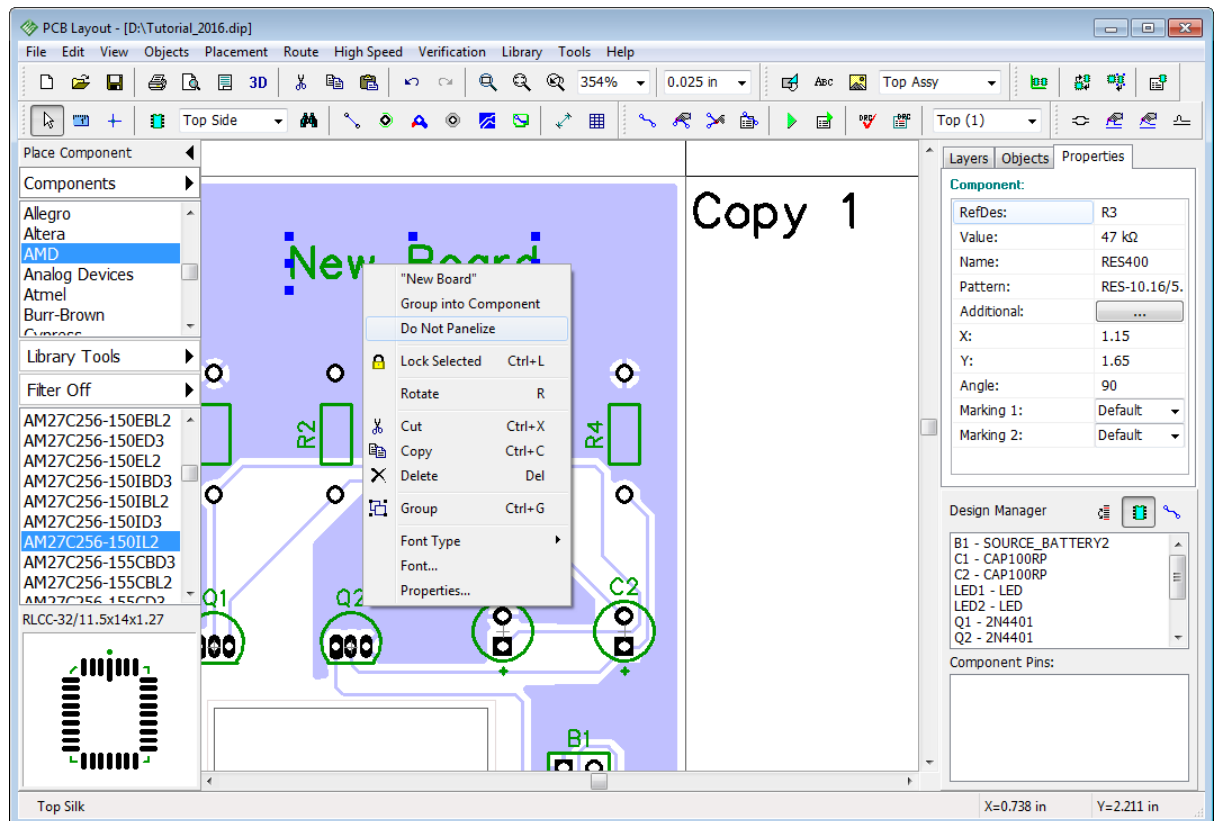 PCB Layout - [D:\Tutorial_2016.dip]
File Edit View Objects Placement Route High Speed Verification Library Tools Help
3D 354% 0.025 in ABC Top Assy
Top Side DRC DRC Top (1)
Place Component
Components
Allegro
Altera
AMD
Analog Devices
Atmel
Burr-Brown
Cypress
Library Tools
Filter Off
AM27C256-150EBL2
AM27C256-150ED3
AM27C256-150EL2
AM27C256-150IBD3
AM27C256-150IBL2
AM27C256-150ID3
AM27C256-150IL2
AM27C256-155CBD3
AM27C256-155CBL2
AM27C256-155CD3
RLCC-32/11.5x14x1.27
New Board
Copy 1
R2
R4
Q1
Q2
C2
B1
"New Board"
Group into Component
Do Not Panelize
Lock Selected Ctrl+L
Rotate R
Cut Ctrl+X
Copy Ctrl+C
Delete Del
Group Ctrl+G
Font Type
Font...
Properties...
Layers Objects Properties
Component:
RefDes: R3
Value: 47 kΩ
Name: RES400
Pattern: RES-10.16/5.
Additional: ...
X: 1.15
Y: 1.65
Angle: 90
Marking 1: Default
Marking 2: Default
Design Manager
B1 - SOURCE_BATTERY2
C1 - CAP100RP
C2 - CAP100RP
LED1 - LED
LED2 - LED
Q1 - 2N4401
Q2 - 2N4401
Component Pins:
Top Silk X=0.738 in Y=2.211 in